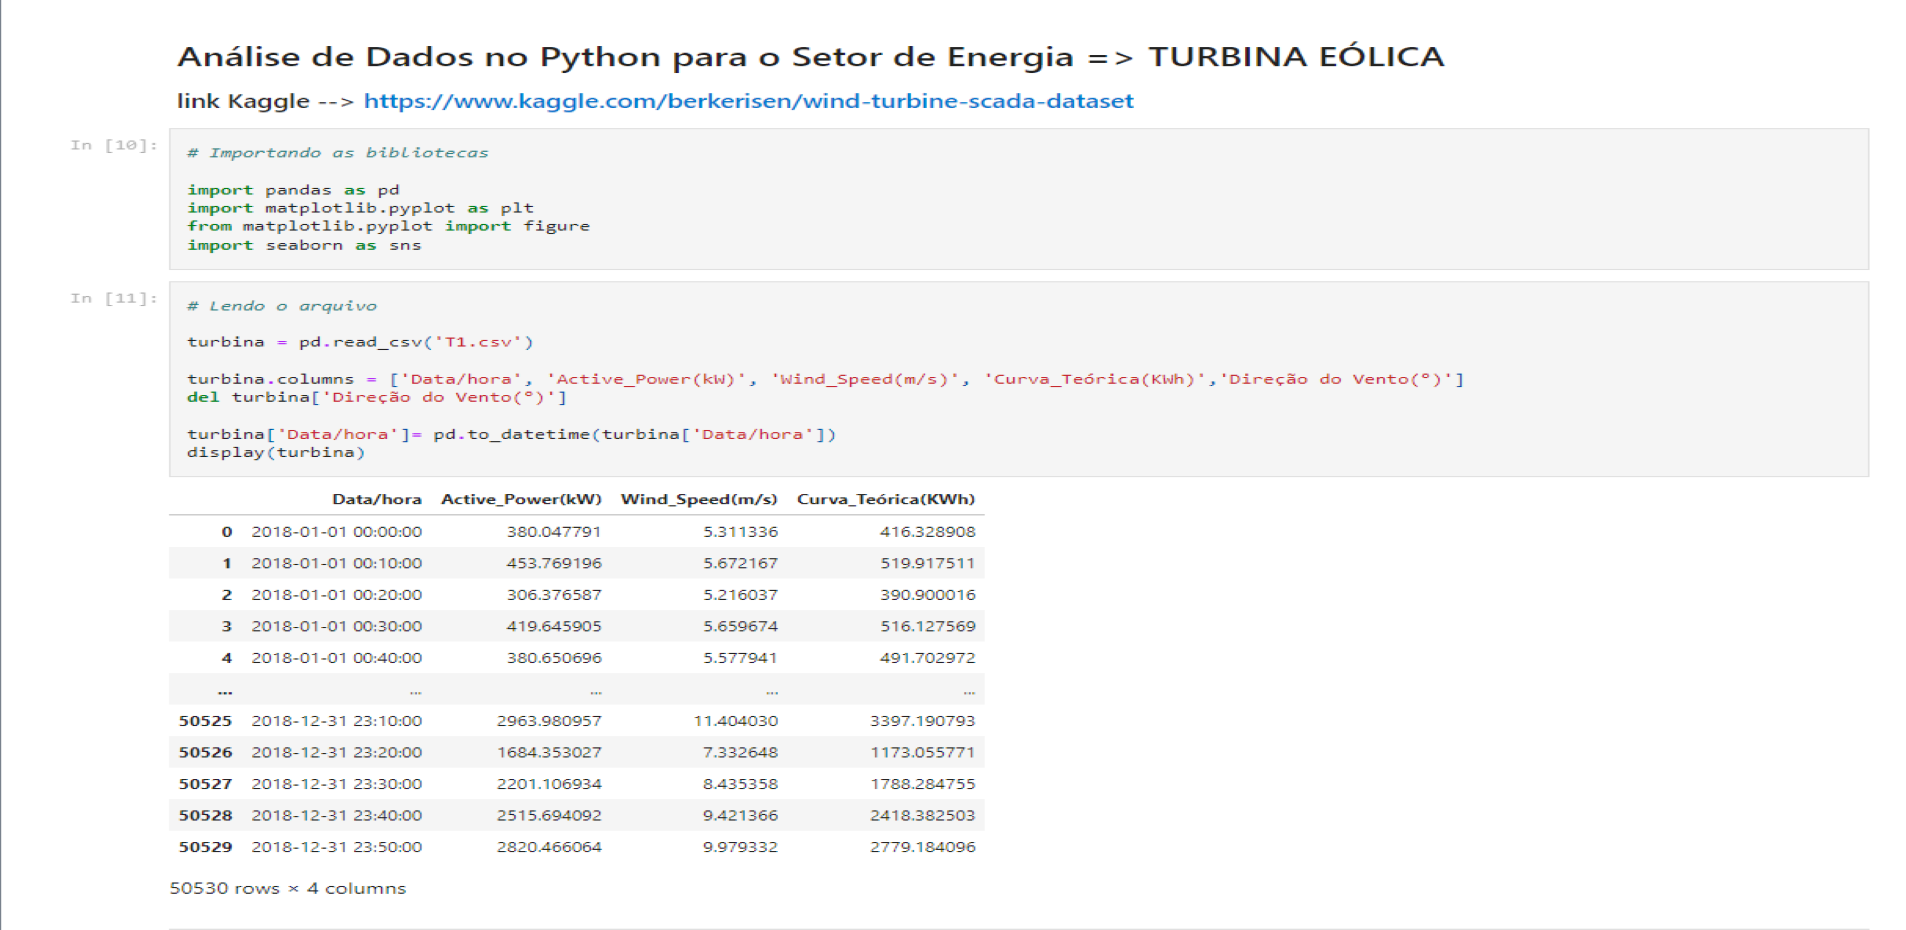 Análise de Dados no Python para o Setor de Energia => TURBINA EÓLICA
link Kaggle --> https://www.kaggle.com/berkerisen/wind-turbine-scada-dataset
In [10]:
# Importando as bibliotecas
import pandas as pd
import matplotlib.pyplot as plt
from matplotlib.pyplot import figure
import seaborn as sns
In [11]:
# Lendo o arquivo
turbina = pd.read_csv('T1.csv')
turbina.columns = ['Data/hora', 'Active_Power(kW)', 'Wind_Speed(m/s)', 'Curva_Teórica(KWh)','Direção do Vento(°)']
del turbina['Direção do Vento(°)']
turbina['Data/hora']= pd.to_datetime(turbina['Data/hora'])
display(turbina)
Data/hora Active_Power(kW) Wind_Speed(m/s) Curva_Teórica(KWh)
0 2018-01-01 00:00:00 380.047791 5.311336 416.328908
1 2018-01-01 00:10:00 453.769196 5.672167 519.917511
2 2018-01-01 00:20:00 306.376587 5.216037 390.900016
3 2018-01-01 00:30:00 419.645905 5.659674 516.127569
4 2018-01-01 00:40:00 380.650696 5.577941 491.702972
... ... ... ... ...
50525 2018-12-31 23:10:00 2963.980957 11.404030 3397.190793
50526 2018-12-31 23:20:00 1684.353027 7.332648 1173.055771
50527 2018-12-31 23:30:00 2201.106934 8.435358 1788.284755
50528 2018-12-31 23:40:00 2515.694092 9.421366 2418.382503
50529 2018-12-31 23:50:00 2820.466064 9.979332 2779.184096
50530 rows × 4 columns